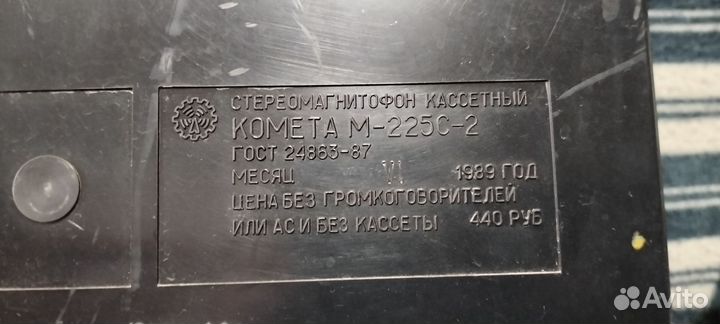 СТЕРЕОМАГНИТОФОН КАССЕТНЫЙ
КОМЕТА М-225С-2
ГОСТ 24863-87
МЕСЯЦ VI 1989 ГОД
ЦЕНА БЕЗ ГРОМКОГОВОРИТЕЛЕЙ
ИЛИ АС И БЕЗ КАССЕТЫ 440 РУБ
Avito